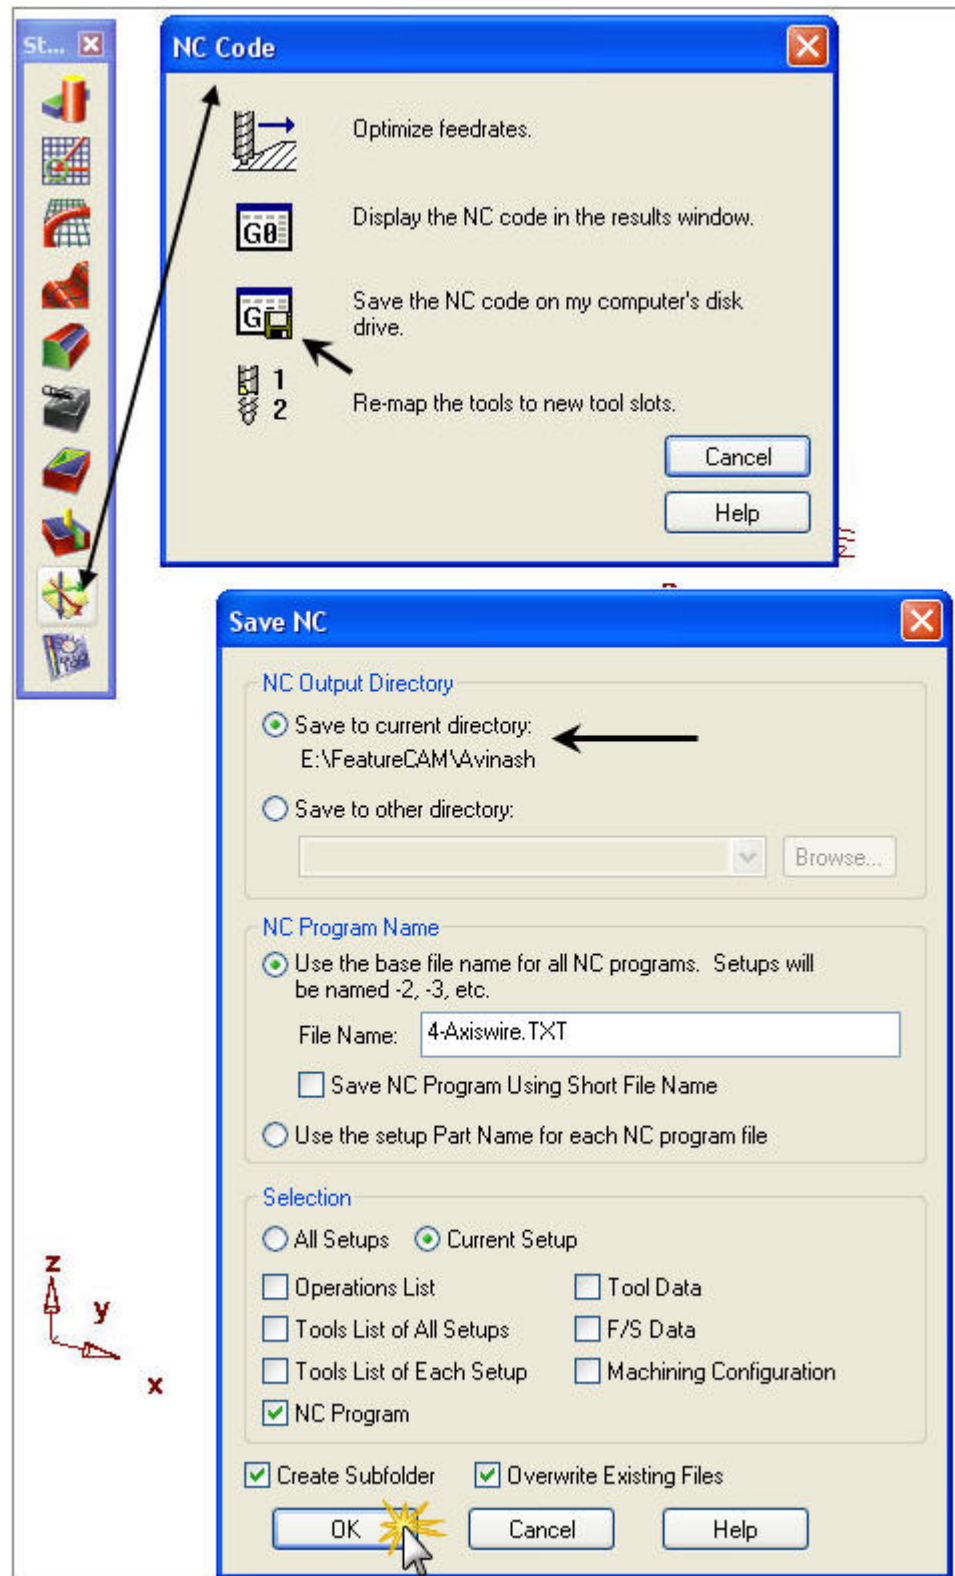 St...
NC Code
Optimize feedrates.
G0
Display the NC code in the results window.
G
Save the NC code on my computer's disk
drive.
1
2
Re-map the tools to new tool slots.
Cancel
Help
Save NC
NC Output Directory
Save to current directory:
E:\FeatureCAM\Avinash
Save to other directory:
Browse...
NC Program Name
Use the base file name for all NC programs. Setups will
be named -2, -3, etc.
File Name: 4-Axiswire.TXT
Save NC Program Using Short File Name
Use the setup Part Name for each NC program file
Selection
All Setups Current Setup
Operations List Tool Data
Tools List of All Setups F/S Data
Tools List of Each Setup Machining Configuration
NC Program
Create Subfolder Overwrite Existing Files
OK Cancel Help
z
y
x